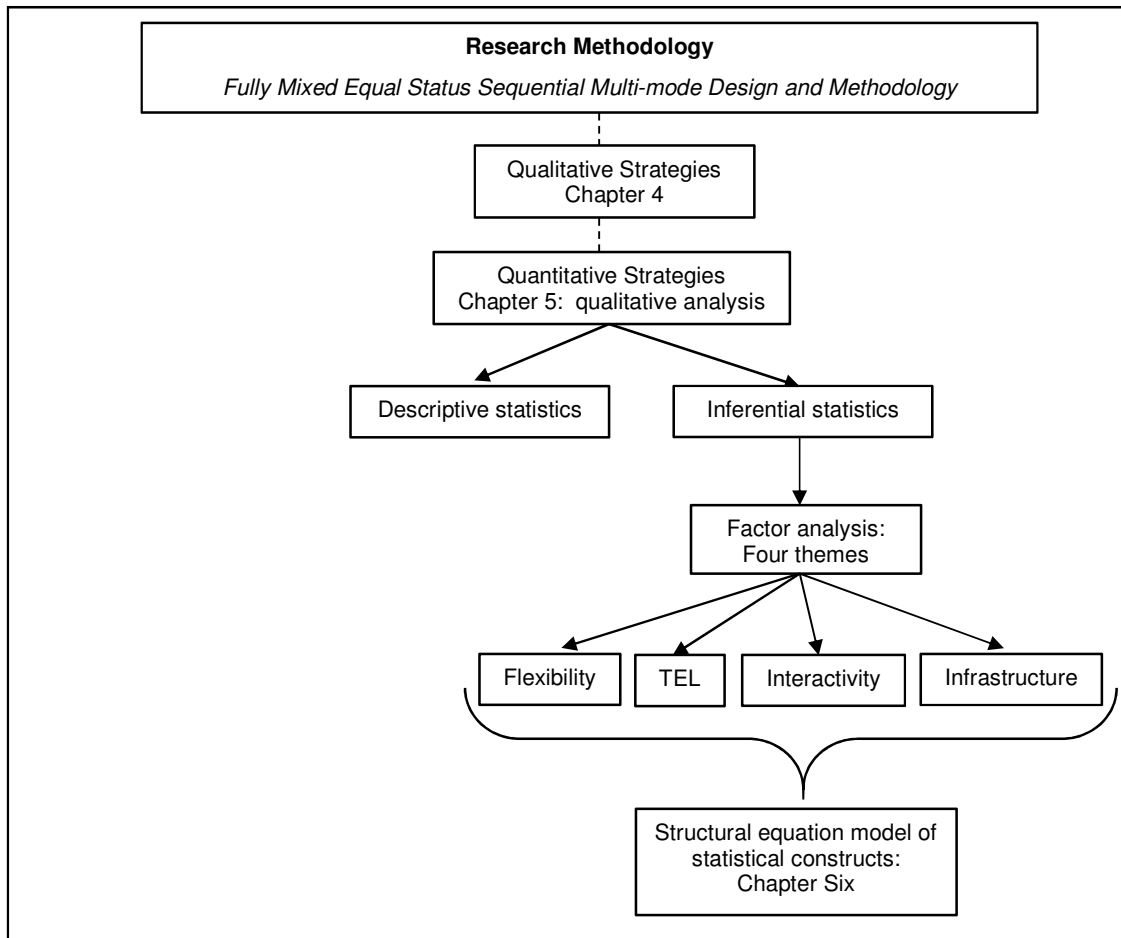 Research Methodology
Fully Mixed Equal Status Sequential Multi-mode Design and Methodology
Qualitative Strategies
Chapter 4
Quantitative Strategies
Chapter 5:  qualitative analysis
Descriptive statistics
Inferential statistics
Factor analysis:
Four themes
Flexibility
TEL
Interactivity
Infrastructure
Structural equation model of
statistical constructs:
Chapter Six